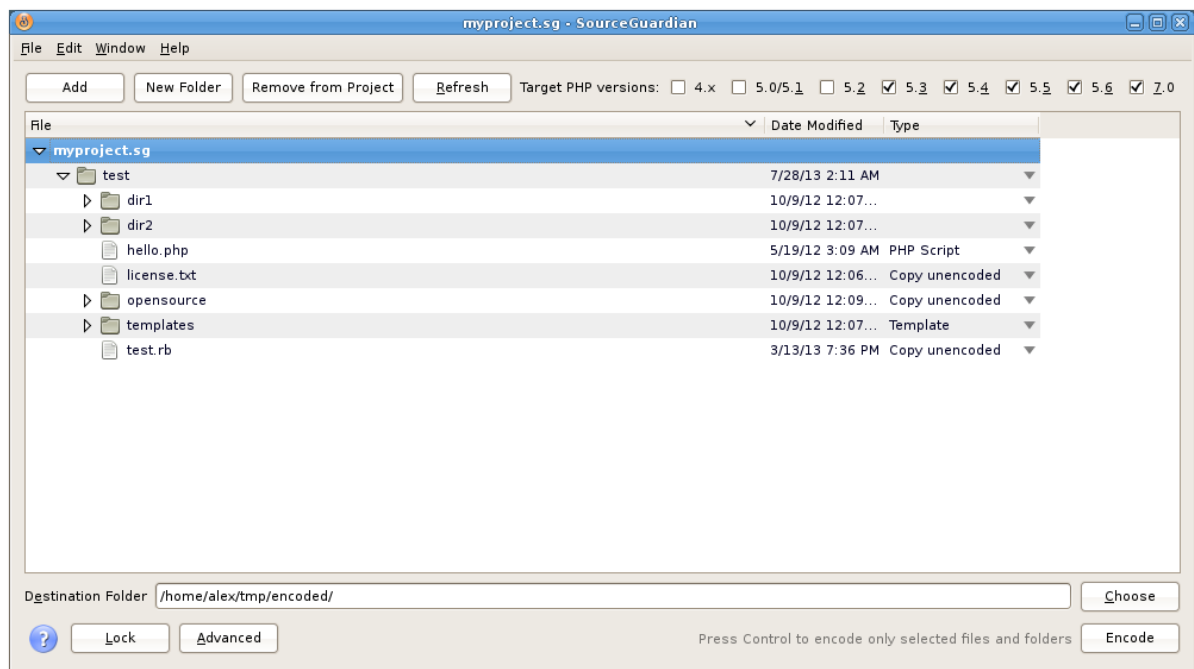 myproject.sg - SourceGuardian
File Edit Window Help
Add New Folder Remove from Project Refresh Target PHP versions: 4.x 5.0/5.1 5.2 5.3 5.4 5.5 5.6 7.0
File Date Modified Type
myproject.sg
test 7/28/13 2:11 AM
dir1 10/9/12 12:07...
dir2 10/9/12 12:07...
hello.php 5/19/12 3:09 AM PHP Script
license.txt 10/9/12 12:06... Copy unencoded
opensource 10/9/12 12:09... Copy unencoded
templates 10/9/12 12:07... Template
test.rb 3/13/13 7:36 PM Copy unencoded
Destination Folder /home/alex/tmp/encoded/ Choose
? Lock Advanced Press Control to encode only selected files and folders Encode